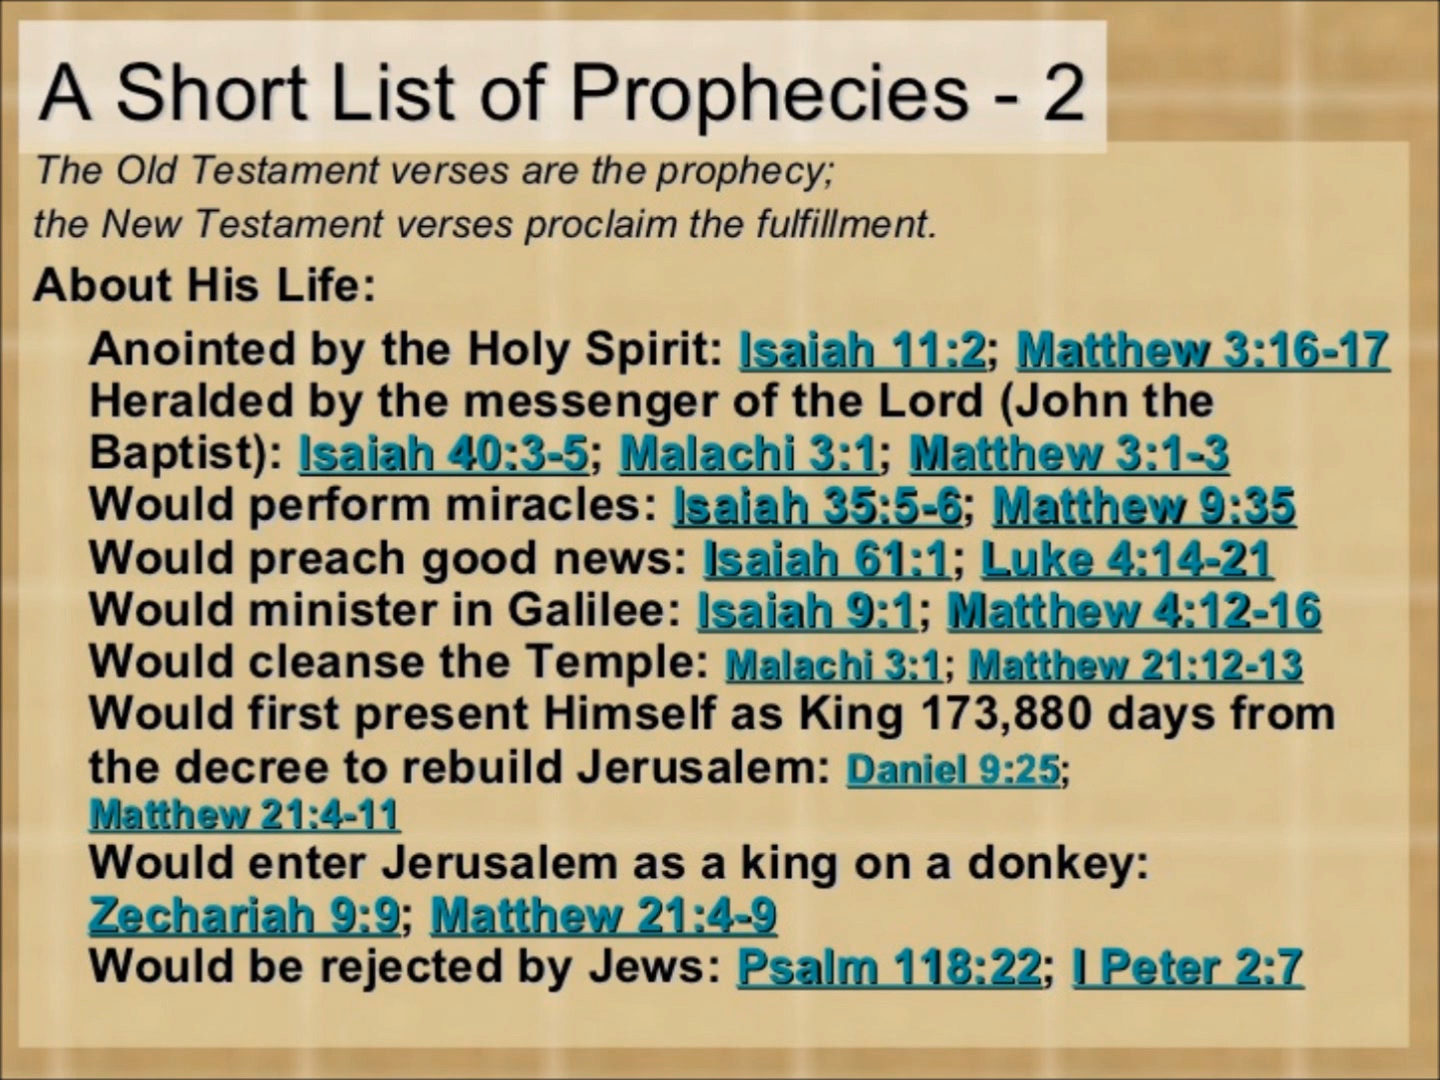 A Short List of Prophecies - 2
The Old Testament verses are the prophecy;
the New Testament verses proclaim the fulfillment.
About His Life:
Anointed by the Holy Spirit: Isaiah 11:2; Matthew 3:16-17
Heralded by the messenger of the Lord (John the
Baptist): Isaiah 40:3-5; Malachi 3:1; Matthew 3:1-3
Would perform miracles: Isaiah 35:5-6; Matthew 9:35
Would preach good news: Isaiah 61:1; Luke 4:14-21
Would minister in Galilee: Isaiah 9:1; Matthew 4:12-16
Would cleanse the Temple: Malachi 3:1; Matthew 21:12-13
Would first present Himself as King 173,880 days from
the decree to rebuild Jerusalem: Daniel 9:25;
Matthew 21:4-11
Would enter Jerusalem as a king on a donkey:
Zechariah 9:9; Matthew 21:4-9
Would be rejected by Jews: Psalm 118:22; I Peter 2:7